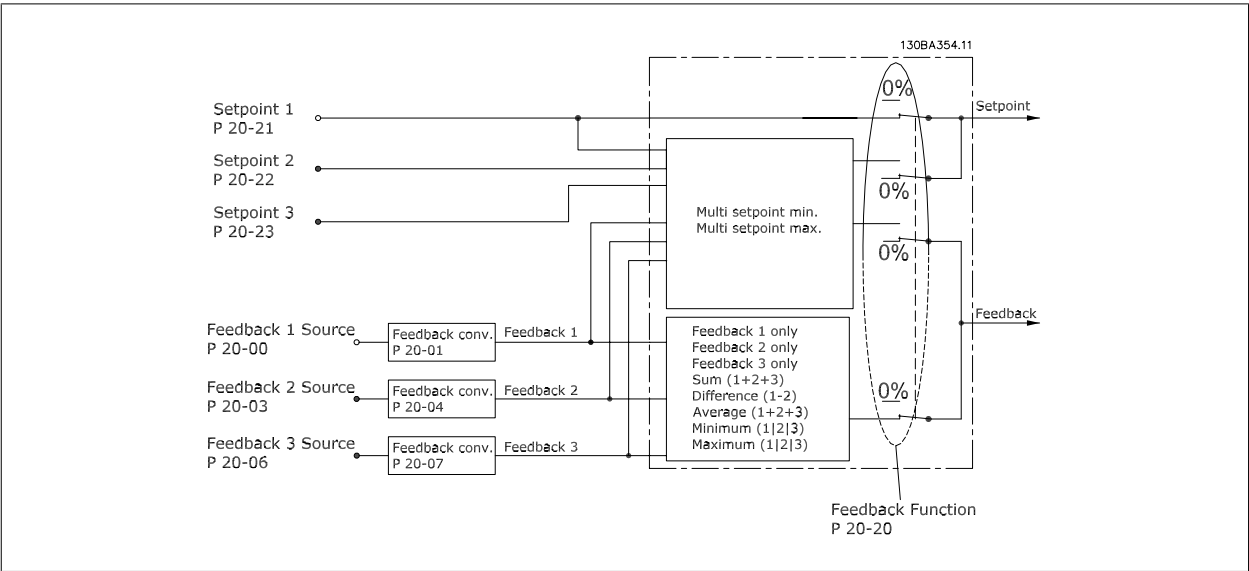 130BA354.11
0%
Setpoint 1
P 20-21
Setpoint
Setpoint 2
P 20-22
0%
Setpoint 3
P 20-23
Multi setpoint min.
Multi setpoint max.
0%
Feedback
Feedback 1 Source
P 20-00
Feedback conv.
P 20-01
Feedback 1
Feedback 2 Source
P 20-03
Feedback conv.
P 20-04
Feedback 2
Feedback 3 Source
P 20-06
Feedback conv.
P 20-07
Feedback 3
Feedback 1 only
Feedback 2 only
Feedback 3 only
Sum (1+2+3)
Difference (1-2)
Average (1+2+3)
Minimum (1|2|3)
Maximum (1|2|3)
0%
Feedback Function
P 20-20